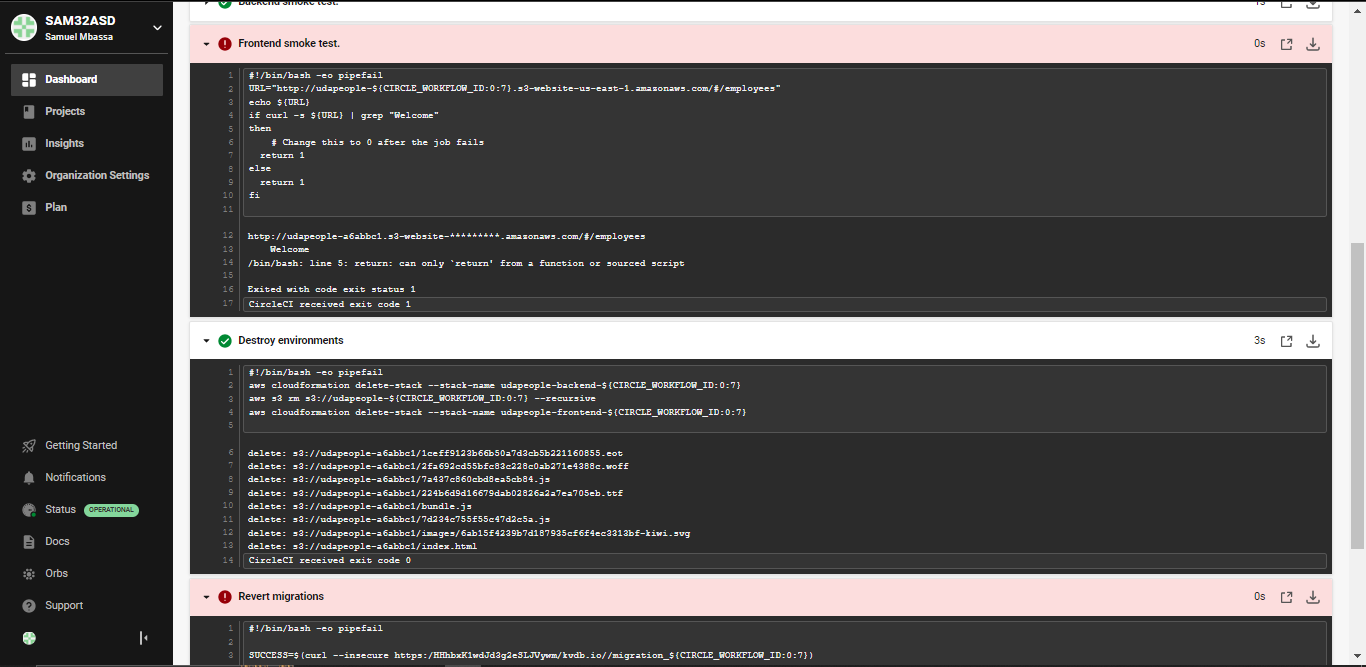 SAM32ASD
Samuel Mbassa
Dashboard
Projects
Insights
Organization Settings
Plan
Getting Started
Notifications
Status OPERATIONAL
Docs
Orbs
Support
Backend smoke test. 1s
Frontend smoke test. 0s
1 #!/bin/bash -eo pipefail
2 URL="http://udapeople-${CIRCLE_WORKFLOW_ID:0:7}.s3-website-us-east-1.amazonaws.com/#/employees"
3 echo ${URL}
4 if curl -s ${URL} | grep "Welcome"
5 then
6 # Change this to 0 after the job fails
7 return 1
8 else
9 return 1
10 fi
11
12 http://udapeople-a6abbc1.s3-website-*********.amazonaws.com/#/employees
13 Welcome
14 /bin/bash: line 5: return: can only `return' from a function or sourced script
15
16 Exited with code exit status 1
17 CircleCI received exit code 1
Destroy environments 3s
1 #!/bin/bash -eo pipefail
2 aws cloudformation delete-stack --stack-name udapeople-backend-${CIRCLE_WORKFLOW_ID:0:7}
3 aws s3 rm s3://udapeople-${CIRCLE_WORKFLOW_ID:0:7} --recursive
4 aws cloudformation delete-stack --stack-name udapeople-frontend-${CIRCLE_WORKFLOW_ID:0:7}
5
6 delete: s3://udapeople-a6abbc1/1ceff9123b66b50a7d3cb5b221160855.eot
7 delete: s3://udapeople-a6abbc1/2fa692cd55bfc83c228c0ab271e4388c.woff
8 delete: s3://udapeople-a6abbc1/7a437c860cbd8ea5cb84.js
9 delete: s3://udapeople-a6abbc1/224b6d9d16679dab02826a2a7ea705eb.ttf
10 delete: s3://udapeople-a6abbc1/bundle.js
11 delete: s3://udapeople-a6abbc1/7d234c755f55c47d2c5a.js
12 delete: s3://udapeople-a6abbc1/images/6ab15f4239b7d187935cf6f4ec3313bf-kiwi.svg
13 delete: s3://udapeople-a6abbc1/index.html
14 CircleCI received exit code 0
Revert migrations 0s
1 #!/bin/bash -eo pipefail
2
3 SUCCESS=$(curl --insecure https:/HHhbxK1wdJd3g2eSLJVywm/kvdb.io//migration_${CIRCLE_WORKFLOW_ID:0:7})